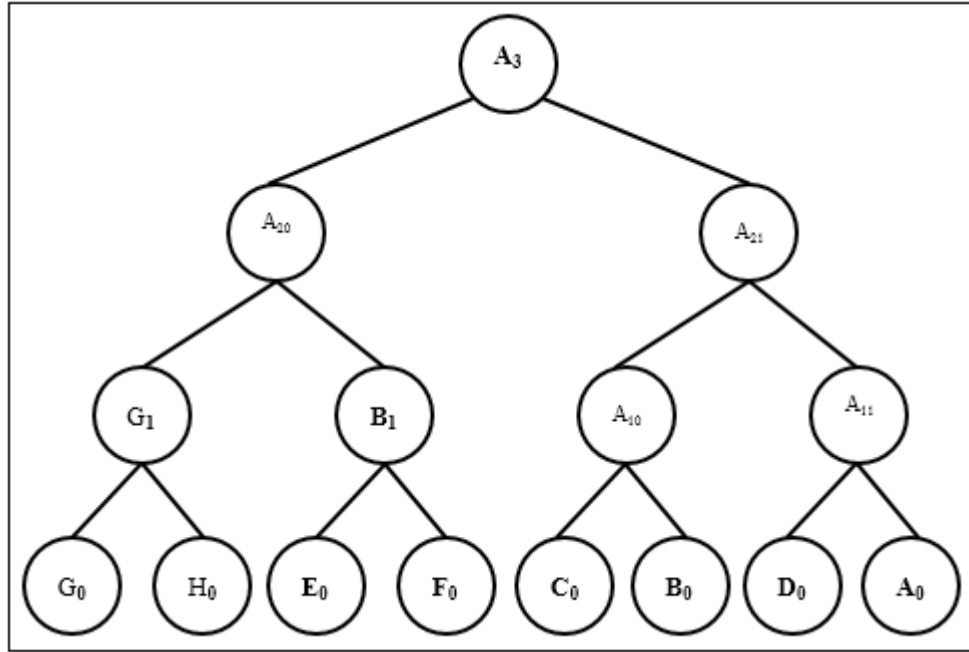 A₃
A₂₀ A₂₁
G₁ B₁ A₁₀ A₁₁
G₀ H₀ E₀ F₀ C₀ B₀ D₀ A₀